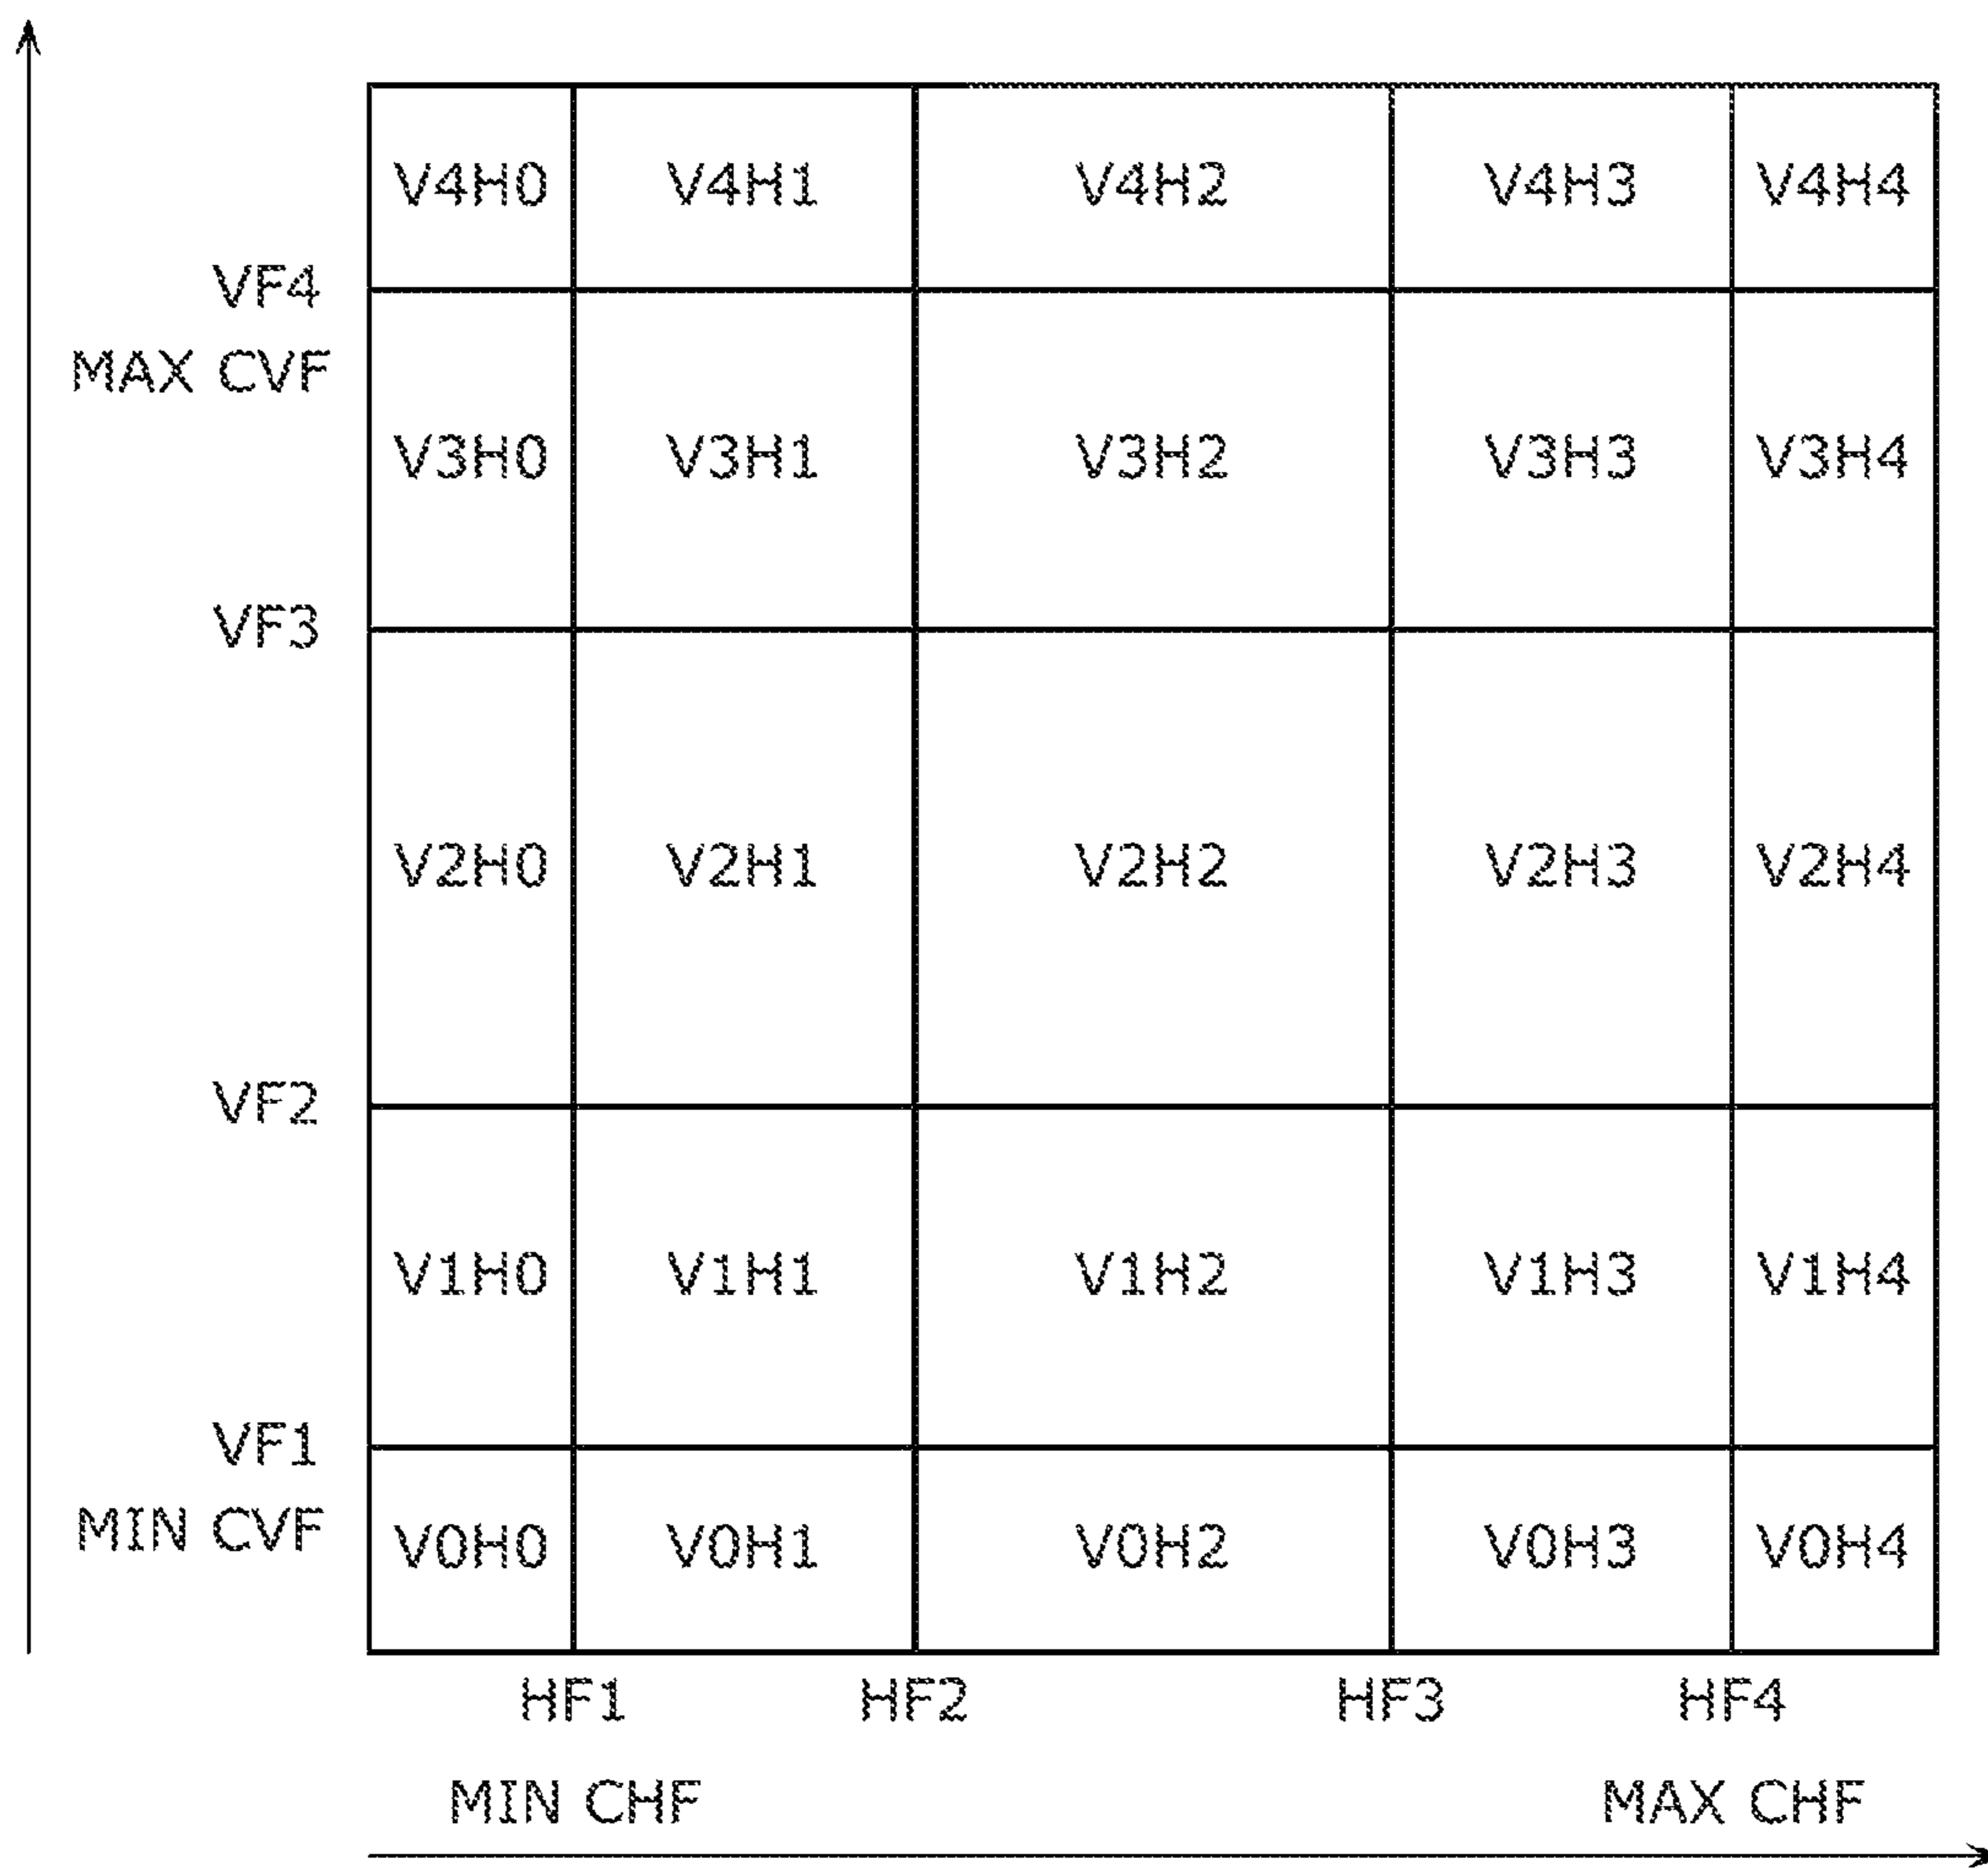 V4H0 V4H1 V4H2 V4H3 V4H4
VF4
MAX CVF
V3H0 V3H1 V3H2 V3H3 V3H4
VF3
V2H0 V2H1 V2H2 V2H3 V2H4
VF2
V1H0 V1H1 V1H2 V1H3 V1H4
VF1
MIN CVF
V0H0 V0H1 V0H2 V0H3 V0H4
HF1 HF2 HF3 HF4
MIN CHF MAX CHF